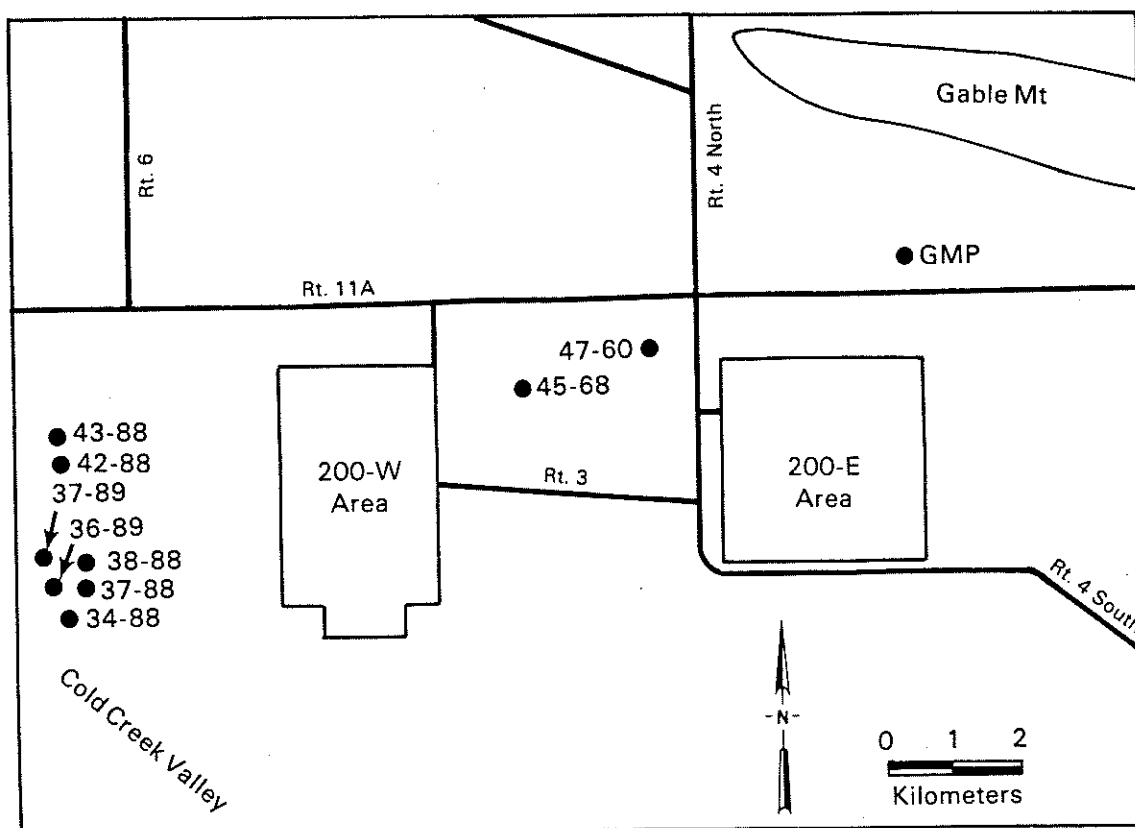 Gable Mt
Rt. 6
Rt. 4 North
GMP
Rt. 11A
47-60
45-68
43-88
42-88
37-89
36-89
38-88
37-88
34-88
200-W
Area
Rt. 3
200-E
Area
Rt. 4 South
Cold Creek Valley
-N-
0 1 2
Kilometers